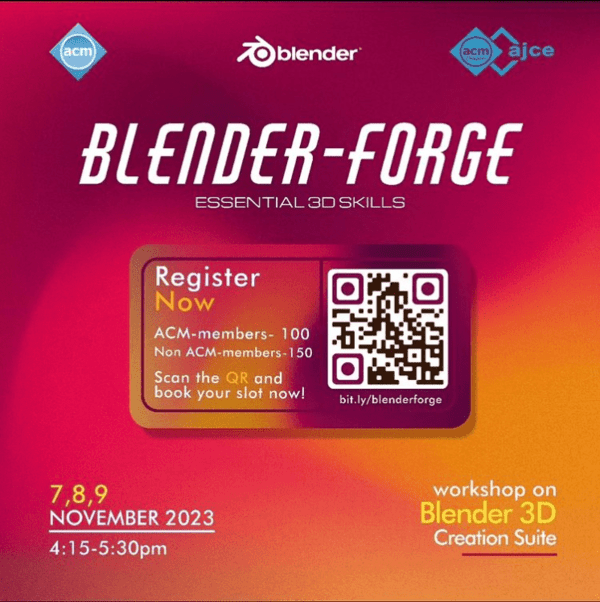 acm
blender
acm ajce
BLENDER-FORGE
ESSENTIAL 3D SKILLS
Register
Now
ACM-members- 100
Non ACM-members-150
Scan the QR and
book your slot now!
bit.ly/blenderforge
7,8,9
NOVEMBER 2023
4:15-5:30pm
workshop on
Blender 3D
Creation Suite